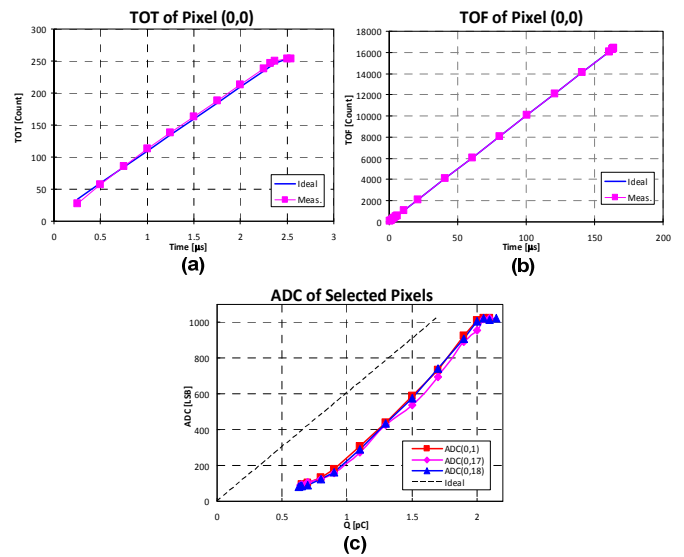 TOT of Pixel (0,0)
300
250
200
150
100
50
0
TOT [Count]
0 0.5 1 1.5 2 2.5 3
Time [µs]
Ideal
Meas.
(a)
TOF of Pixel (0,0)
18000
16000
14000
12000
10000
8000
6000
4000
2000
0
TOF [Count]
0 50 100 150 200
Time [µs]
Ideal
Meas.
(b)
ADC of Selected Pixels
1000
800
600
400
200
0
ADC [LSB]
0 0.5 1 1.5 2
Q [pC]
ADC(0,1)
ADC(0,17)
ADC(0,18)
Ideal
(c)